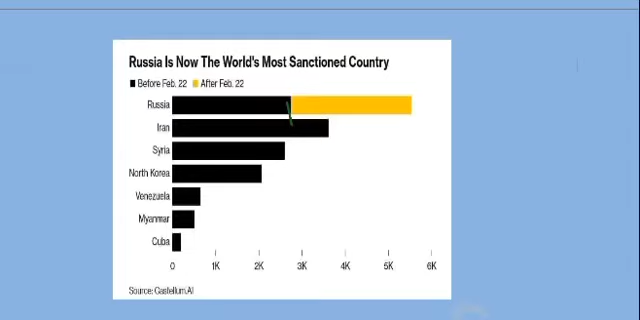 Russia Is Now The World's Most Sanctioned Country
Before Feb. 22 After Feb. 22
Russia
Iran
Syria
North Korea
Venezuela
Myanmar
Cuba
0 1K 2K 3K 4K 5K 6K
Source: Castellum.AI